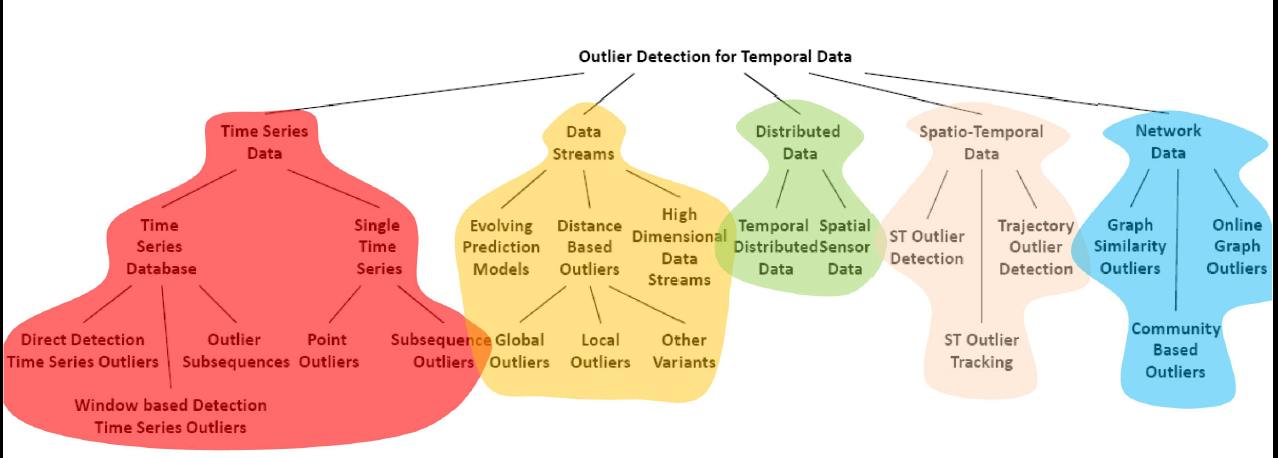 Outlier Detection for Temporal Data
Time Series
Data
Data
Streams
Distributed
Data
Spatio-Temporal
Data
Network
Data
Time
Series
Database
Single
Time
Series
Evolving
Prediction
Models
Distance
Based
Outliers
High
Dimensional
Data
Streams
Temporal
Distributed
Data
Spatial
Sensor
Data
ST Outlier
Detection
Trajectory
Outlier
Detection
Graph
Similarity
Outliers
Online
Graph
Outliers
Direct Detection
Time Series Outliers
Outlier
Subsequences
Point
Outliers
Subsequence
Outliers
Global
Outliers
Local
Outliers
Other
Variants
ST Outlier
Tracking
Community
Based
Outliers
Window based Detection
Time Series Outliers